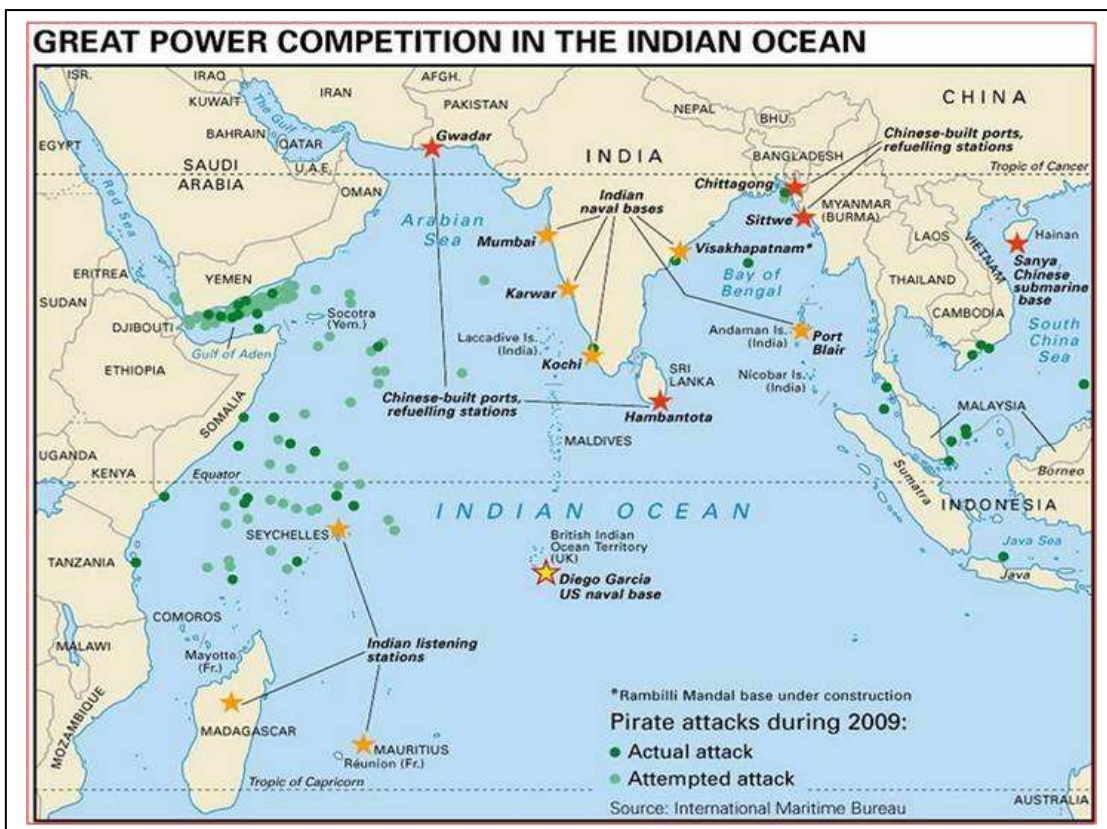 GREAT POWER COMPETITION IN THE INDIAN OCEAN
ISR.
IRAQ
IRAN
AFGH.
KUWAIT
PAKISTAN
NEPAL
BHU.
CHINA
The Gulf
BAHRAIN
QATAR
EGYPT
Gwadar
INDIA
BANGLADESH
Chinese-built ports,
refuelling stations
SAUDI
ARABIA
U.A.E.
Tropic of Cancer
OMAN
Chittagong
Red Sea
Indian
naval bases
MYANMAR
(BURMA)
Arabian
Sea
Sittwe
Mumbai
LAOS
Hainan
Visakhapatnam*
VIETNAM
Sanya
Chinese
submarine
base
ERITREA
YEMEN
Bay of
Bengal
THAILAND
SUDAN
Karwar
CAMBODIA
DJIBOUTI
Socotra
(Yem.)
Gulf of Aden
Laccadive Is.
(India)
Andaman Is.
(India)
Port
Blair
South
China
Sea
ETHIOPIA
Kochi
SRI
LANKA
Nicobar Is.
(India)
SOMALIA
Chinese-built ports,
refuelling stations
Hambantota
MALAYSIA
MALDIVES
UGANDA
KENYA
Equator
Sumatra
Borneo
INDIAN OCEAN
INDONESIA
SEYCHELLES
British Indian
Ocean Territory
(UK)
Java Sea
TANZANIA
Diego Garcia
US naval base
Java
COMOROS
MALAWI
Mayotte
(Fr.)
Indian listening
stations
MOZAMBIQUE
MADAGASCAR
MAURITIUS
Réunion (Fr.)
Tropic of Capricorn
*Rambilli Mandal base under construction
Pirate attacks during 2009:
Actual attack
Attempted attack
Source: International Maritime Bureau
AUSTRALIA